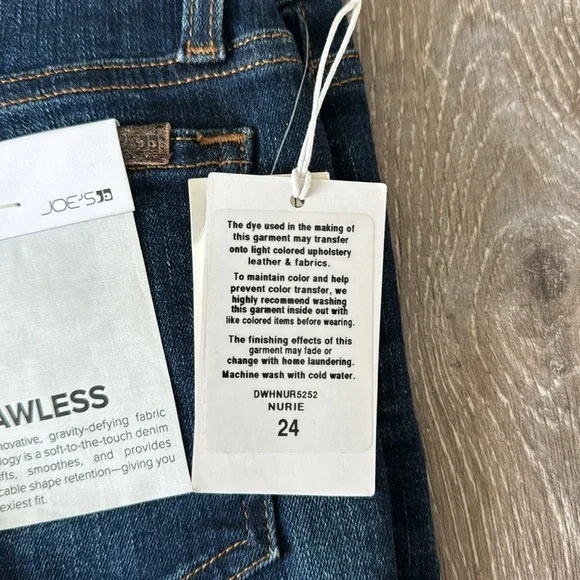 JOE'S
The dye used in the making of
this garment may transfer
onto light colored upholstery
leather & fabrics.
To maintain color and help
prevent color transfer, we
highly recommend washing
this garment inside out with
like colored items before wearing.
The finishing effects of this
garment may fade or
change with home laundering.
Machine wash with cold water.
DWHNUR5252
NURIE
24
AWLESS
novative, gravity-defying fabric
ology is a soft-to-the-touch denim
ifts, smoothes, and provides
cable shape retention—giving you
exiest fit.